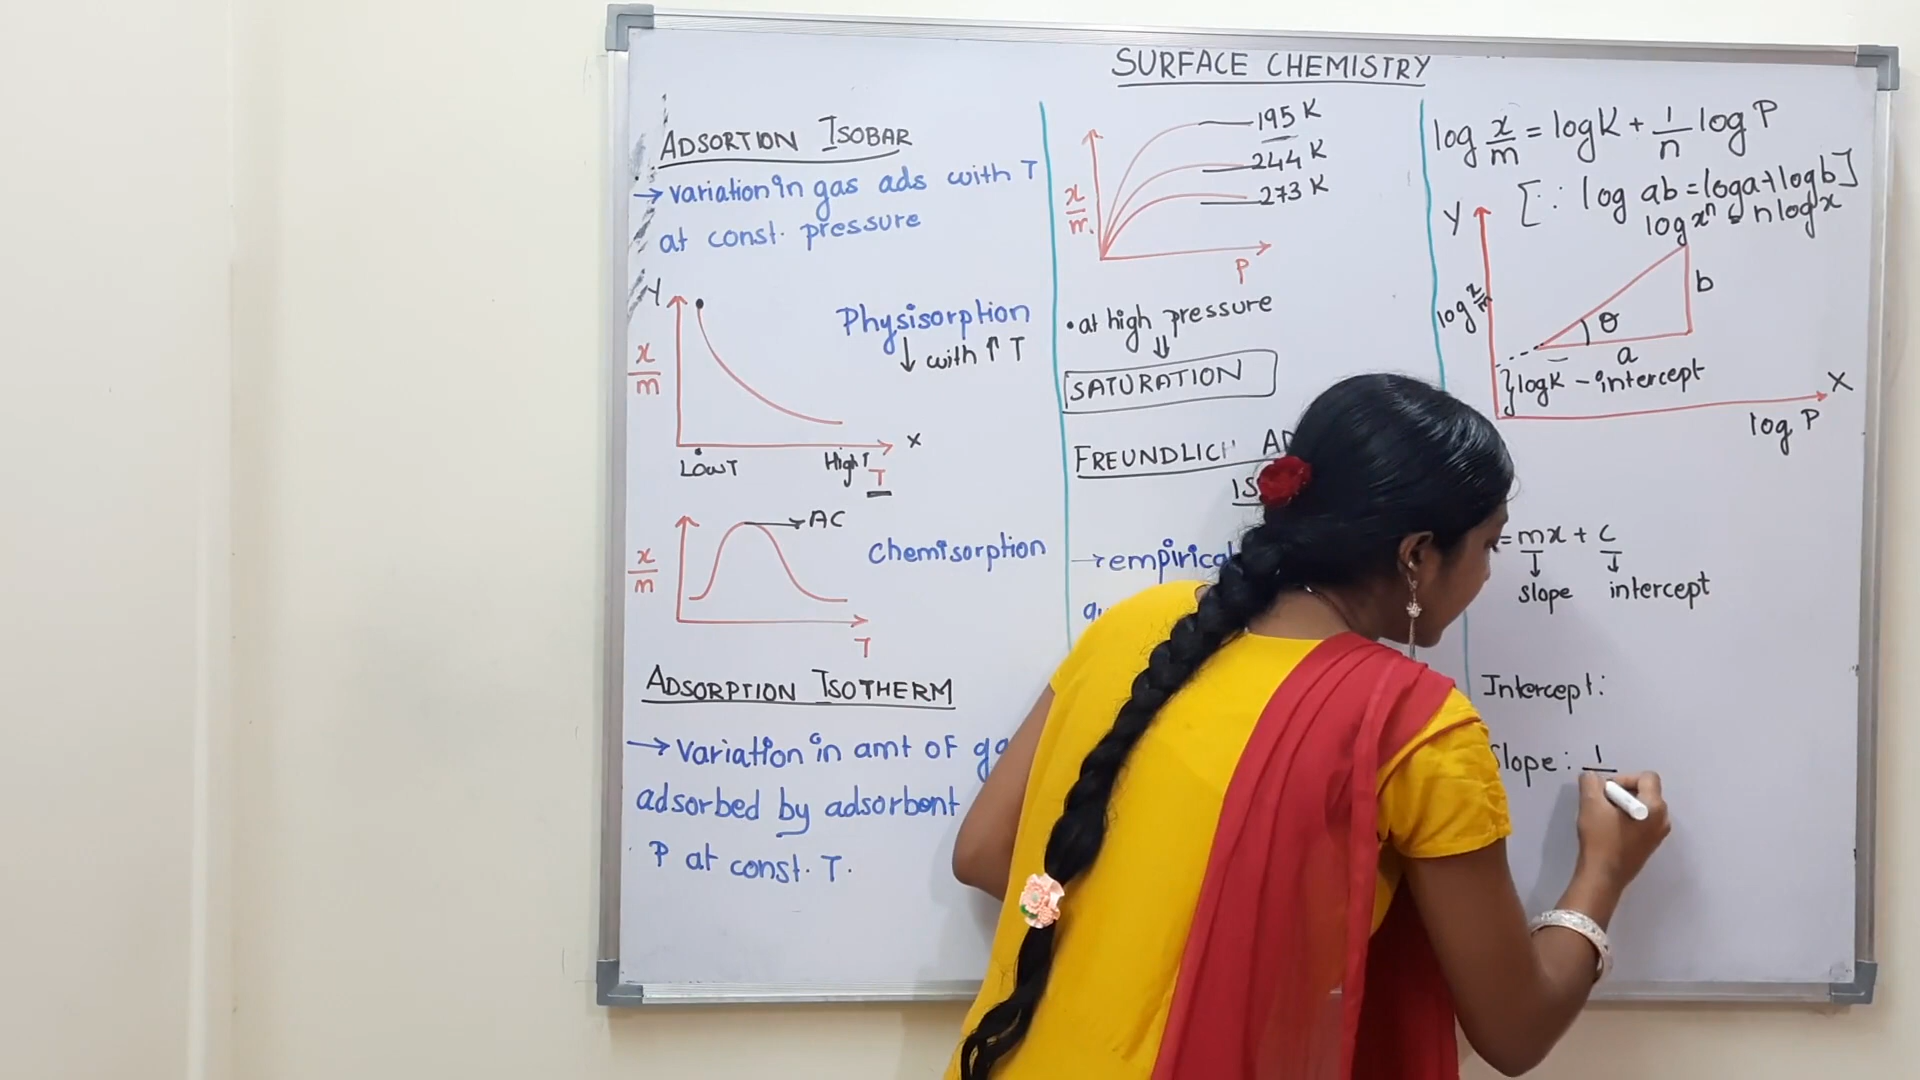 SURFACE CHEMISTRY
ADSORTION ISOBAR
→ variation in gas ads with T
at const. pressure
Y
x/m
Physisorption
↓ with ↑ T
X
Low T
High T
T
x/m
AC
Chemisorption
T
ADSORPTION ISOTHERM
→ Variation in amt of
adsorbed by adsorbent
P at const. T.
195 K
244 K
273 K
x/m
P
• at high pressure
↓
SATURATION
FREUNDLICH
→ empirical
log x/m = log K + 1/n log P
[∵ log ab = log a + log b]
log xⁿ = n log x
Y
log x/m
θ
b
a
} log K - intercept
X
log P
= mx + c
↓ ↓
slope intercept
Intercept:
Slope: 1